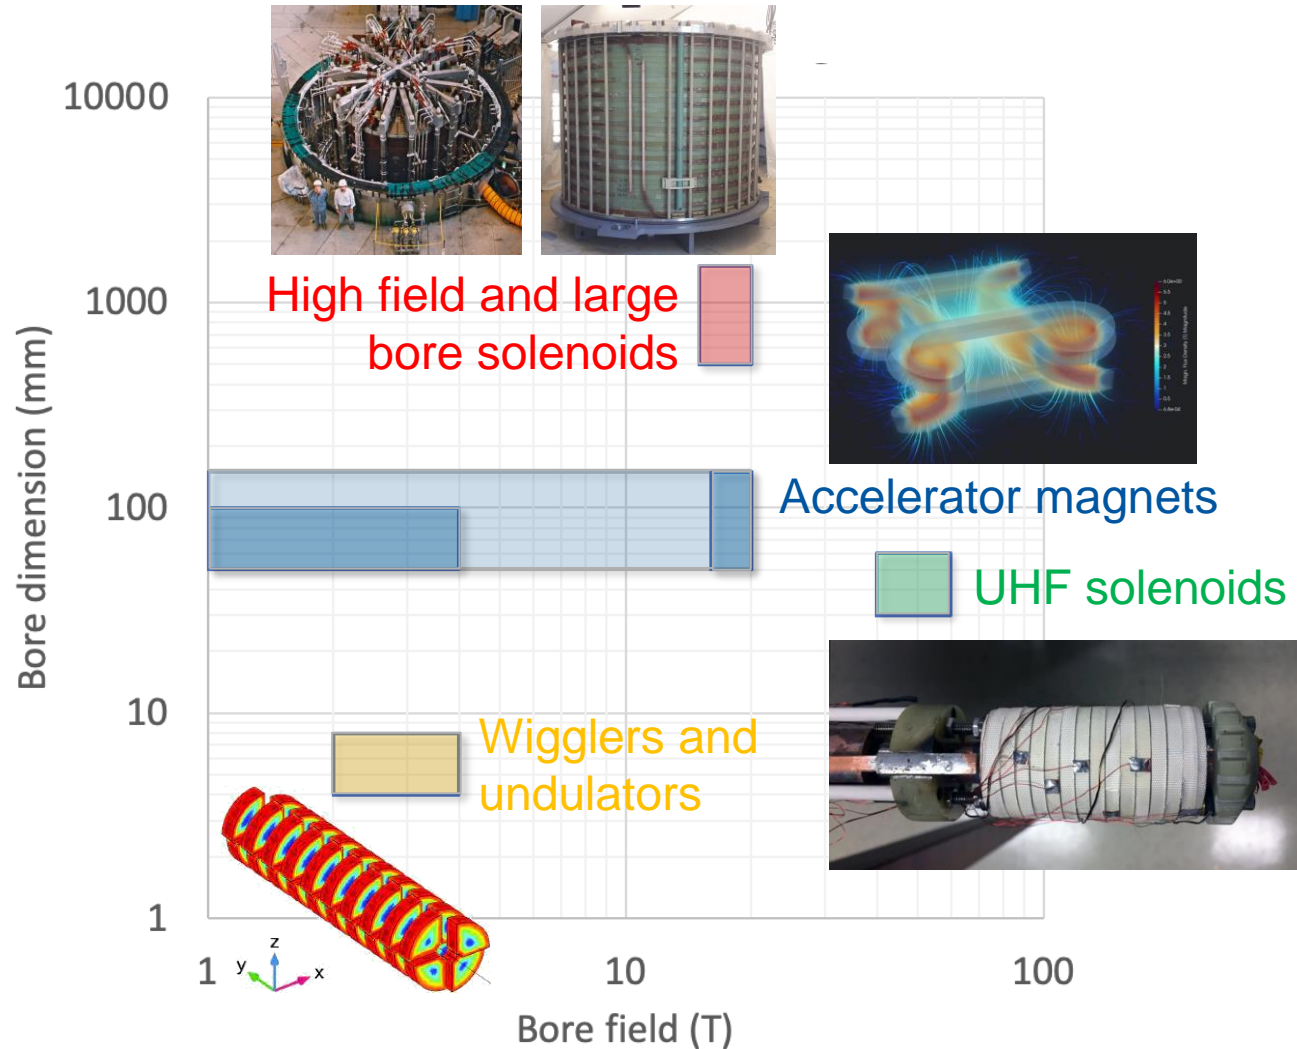 10000
1000
100
10
1
Bore dimension (mm)
High field and large
bore solenoids
Accelerator magnets
UHF solenoids
Wigglers and
undulators
z
y
x
1
10
100
Bore field (T)